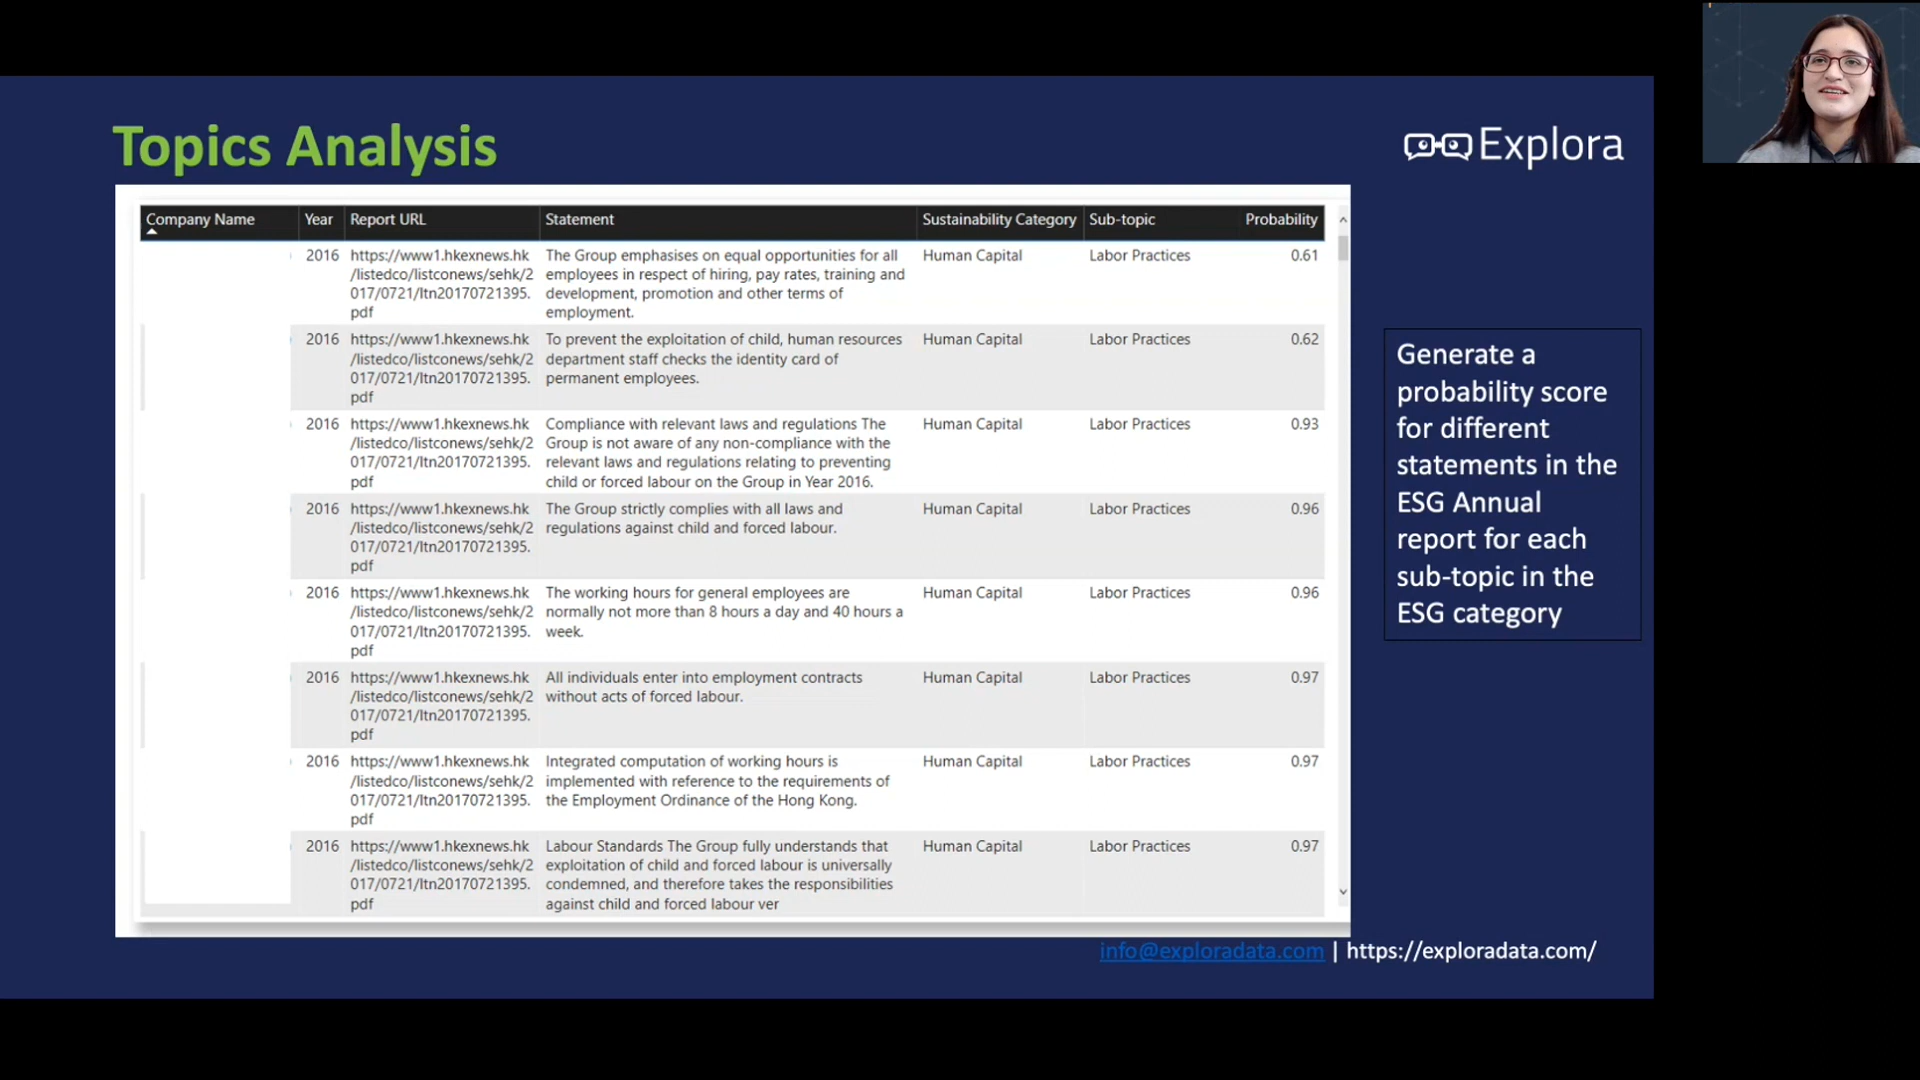 Topics Analysis
Explora
Company Name Year Report URL Statement Sustainability Category Sub-topic Probability
2016 https://www1.hkexnews.hk The Group emphasises on equal opportunities for all Human Capital Labor Practices 0.61
/listedco/listconews/sehk/2 employees in respect of hiring, pay rates, training and
017/0721/ltn20170721395. development, promotion and other terms of
pdf employment.
2016 https://www1.hkexnews.hk To prevent the exploitation of child, human resources Human Capital Labor Practices 0.62
/listedco/listconews/sehk/2 department staff checks the identity card of
017/0721/ltn20170721395. permanent employees.
pdf
2016 https://www1.hkexnews.hk Compliance with relevant laws and regulations The Human Capital Labor Practices 0.93
/listedco/listconews/sehk/2 Group is not aware of any non-compliance with the
017/0721/ltn20170721395. relevant laws and regulations relating to preventing
pdf child or forced labour on the Group in Year 2016.
2016 https://www1.hkexnews.hk The Group strictly complies with all laws and Human Capital Labor Practices 0.96
/listedco/listconews/sehk/2 regulations against child and forced labour.
017/0721/ltn20170721395.
pdf
2016 https://www1.hkexnews.hk The working hours for general employees are Human Capital Labor Practices 0.96
/listedco/listconews/sehk/2 normally not more than 8 hours a day and 40 hours a
017/0721/ltn20170721395. week.
pdf
2016 https://www1.hkexnews.hk All individuals enter into employment contracts Human Capital Labor Practices 0.97
/listedco/listconews/sehk/2 without acts of forced labour.
017/0721/ltn20170721395.
pdf
2016 https://www1.hkexnews.hk Integrated computation of working hours is Human Capital Labor Practices 0.97
/listedco/listconews/sehk/2 implemented with reference to the requirements of
017/0721/ltn20170721395. the Employment Ordinance of the Hong Kong.
pdf
2016 https://www1.hkexnews.hk Labour Standards The Group fully understands that Human Capital Labor Practices 0.97
/listedco/listconews/sehk/2 exploitation of child and forced labour is universally
017/0721/ltn20170721395. condemned, and therefore takes the responsibilities
pdf against child and forced labour ver
Generate a
probability score
for different
statements in the
ESG Annual
report for each
sub-topic in the
ESG category
info@exploradata.com | https://exploradata.com/